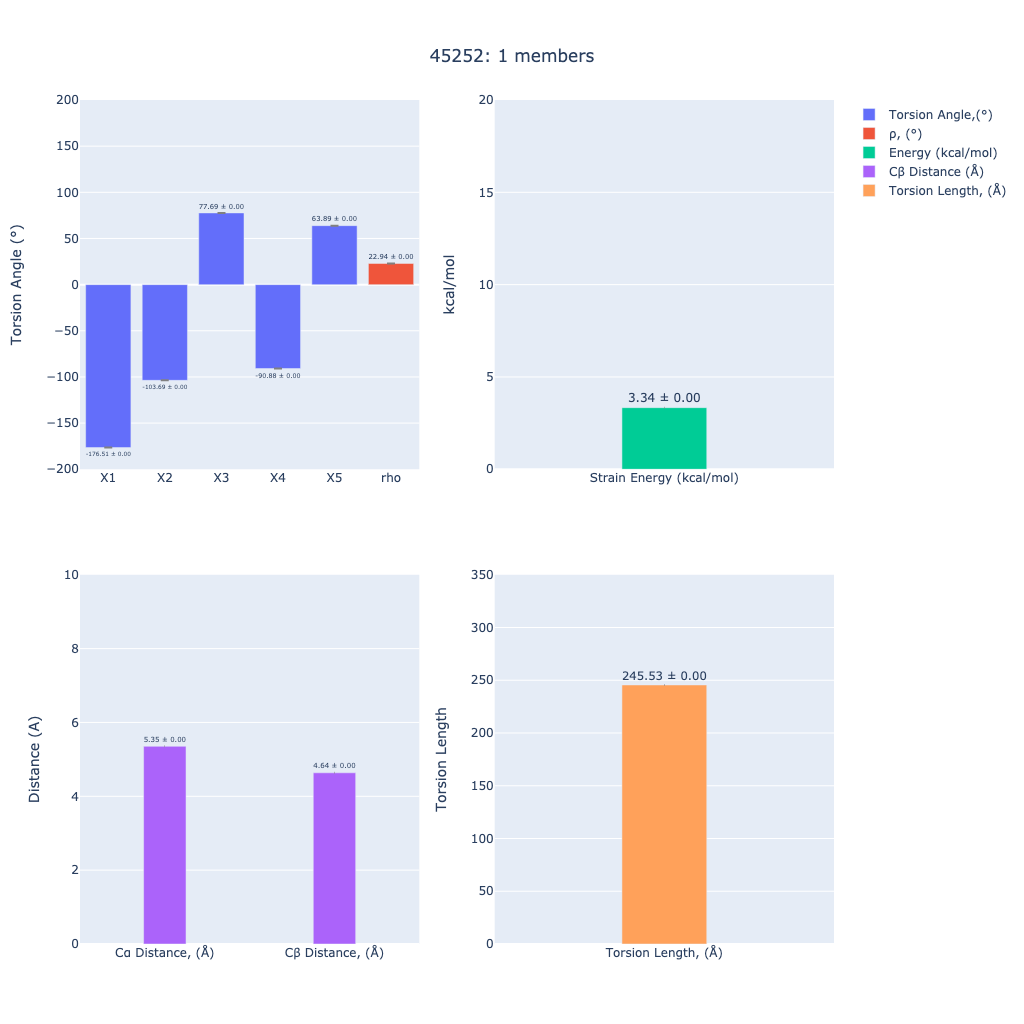 45252: 1 members
Torsion Angle (°)
200
150
100
50
0
−50
−100
−150
−200
-176.51 ± 0.00
-103.69 ± 0.00
77.69 ± 0.00
-90.88 ± 0.00
63.89 ± 0.00
22.94 ± 0.00
X1 X2 X3 X4 X5 rho
kcal/mol
20
15
10
5
0
3.34 ± 0.00
Strain Energy (kcal/mol)
Torsion Angle,(°)
ρ, (°)
Energy (kcal/mol)
Cβ Distance (Å)
Torsion Length, (Å)
Distance (A)
10
8
6
4
2
0
5.35 ± 0.00
4.64 ± 0.00
Cα Distance, (Å) Cβ Distance, (Å)
Torsion Length
350
300
250
200
150
100
50
0
245.53 ± 0.00
Torsion Length, (Å)